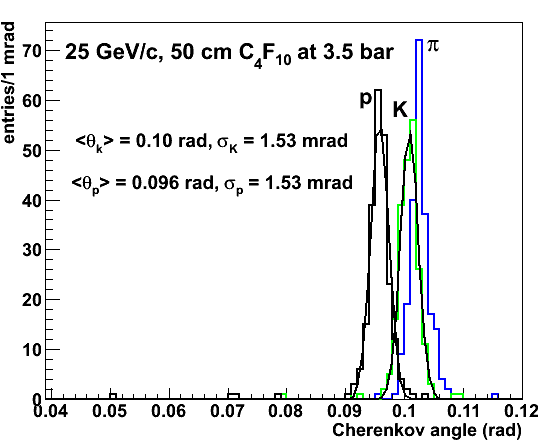 25 GeV/c, 50 cm C₄F₁₀ at 3.5 bar
π
p
K
<θₖ> = 0.10 rad, σ_K = 1.53 mrad
<θₚ> = 0.096 rad, σₚ = 1.53 mrad
entries/1 mrad
70
60
50
40
30
20
10
0
0.04 0.05 0.06 0.07 0.08 0.09 0.1 0.11 0.12
Cherenkov angle (rad)